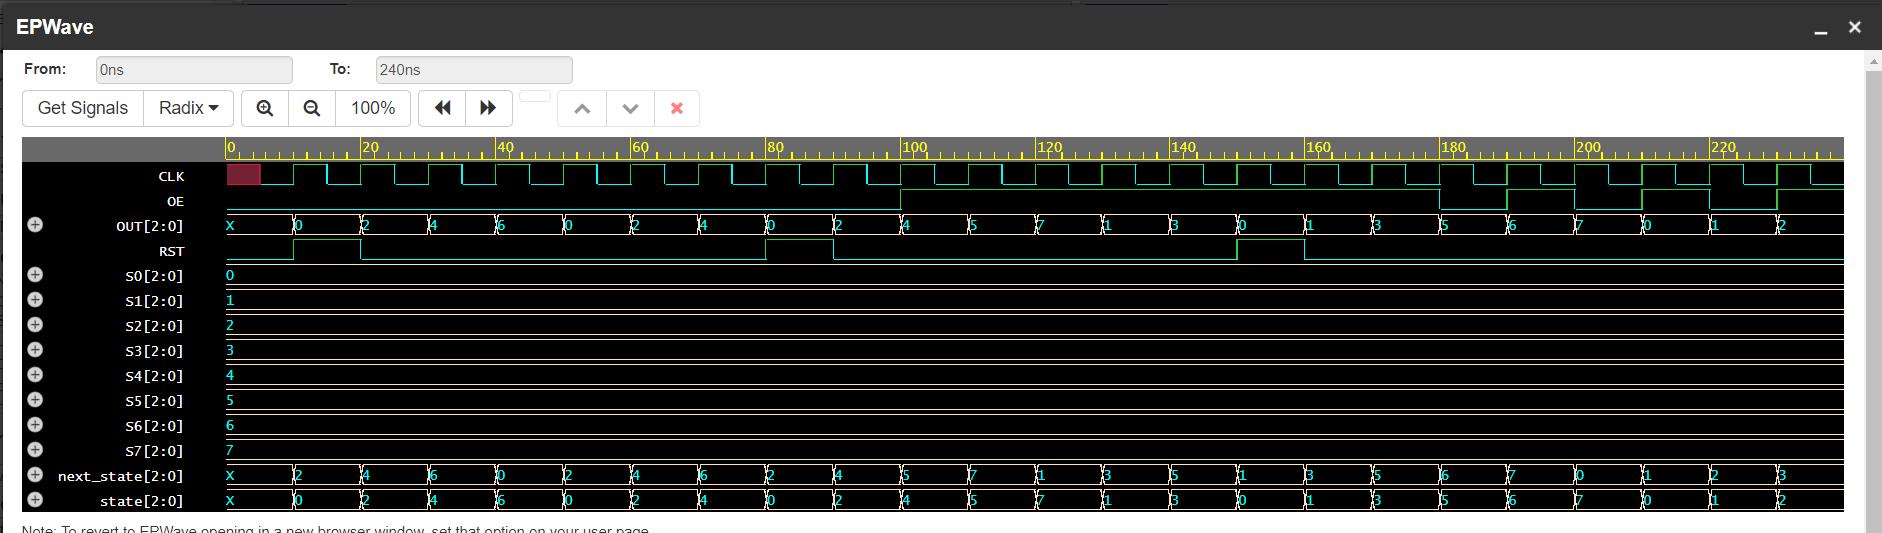 EPWave
From: 0ns To: 240ns
Get Signals Radix 100%
0 20 40 60 80 100 120 140 160 180 200 220
CLK
OE
OUT[2:0] X 0 2 4 6 0 2 4 0 2 4 5 7 1 3 0 1 3 5 6 7 0 1 2
RST
S0[2:0] 0
S1[2:0] 1
S2[2:0] 2
S3[2:0] 3
S4[2:0] 4
S5[2:0] 5
S6[2:0] 6
S7[2:0] 7
next_state[2:0] X 2 4 6 0 2 4 6 2 4 5 7 1 3 5 1 3 5 6 7 0 1 2 3
state[2:0] X 0 2 4 6 0 2 4 0 2 4 5 7 1 3 0 1 3 5 6 7 0 1 2
Note: To revert to EPWave opening in a new browser window, set that option on your user page.